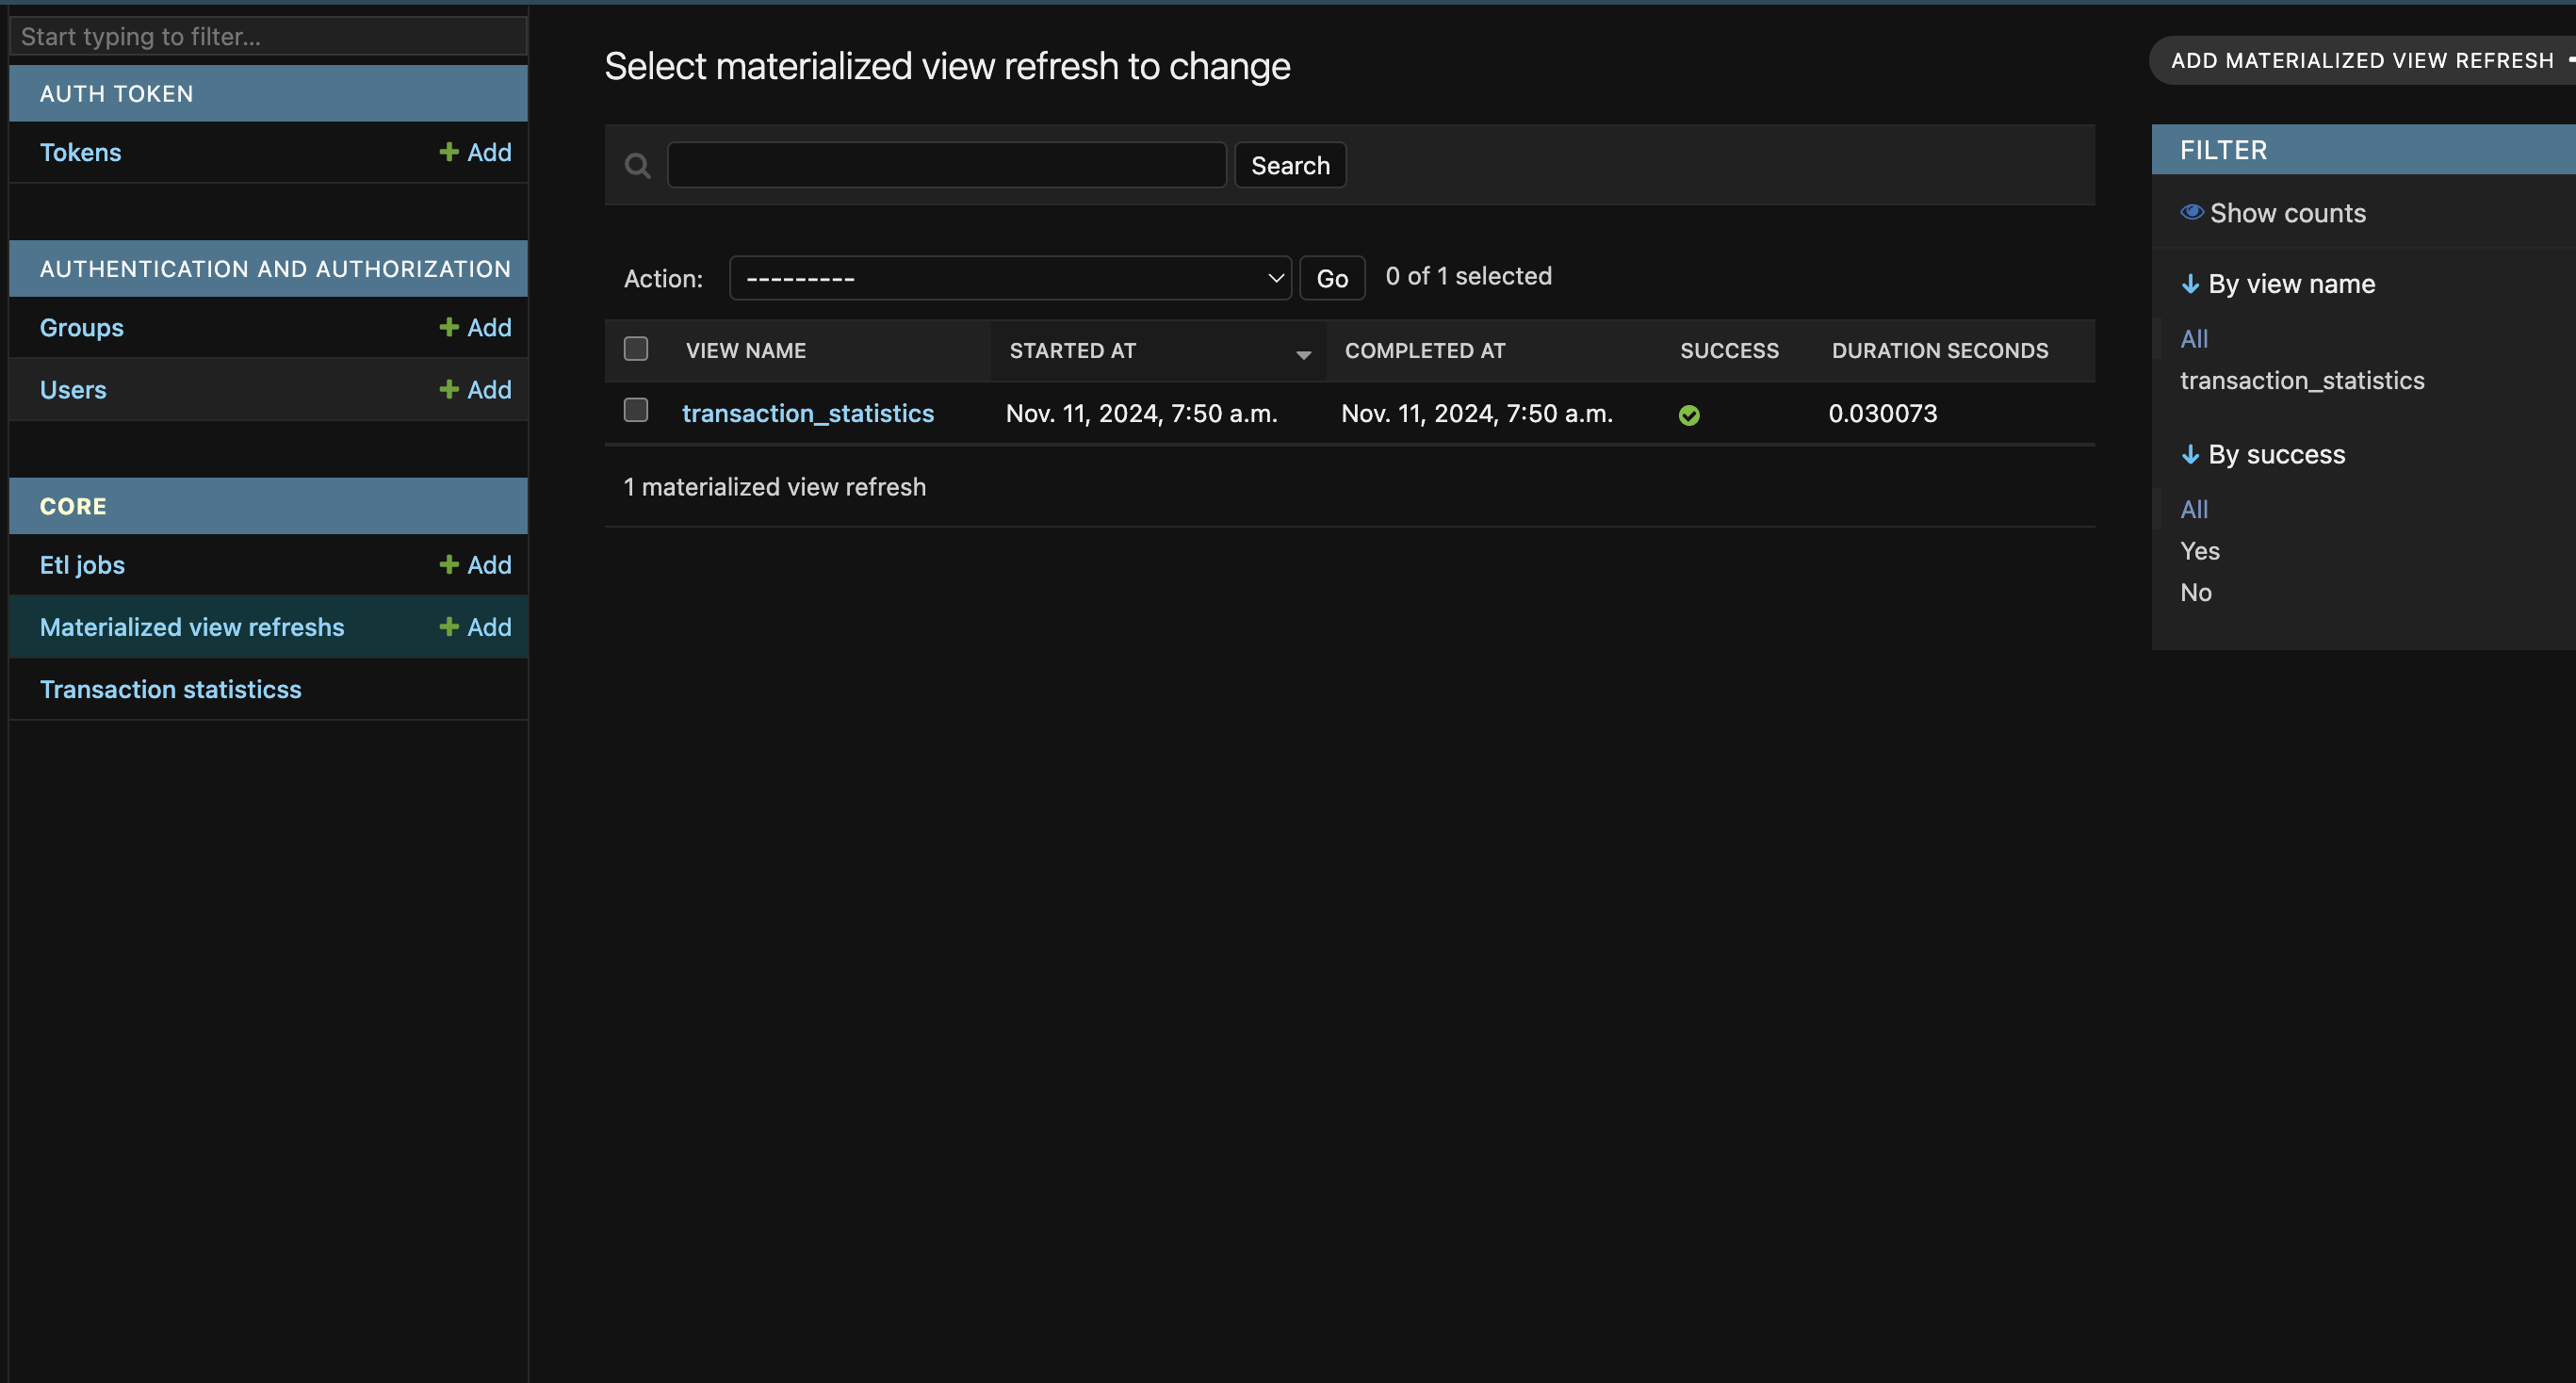 Start typing to filter...
AUTH TOKEN
Tokens
Add
AUTHENTICATION AND AUTHORIZATION
Groups
Add
Users
Add
CORE
Etl jobs
Add
Materialized view refreshs
Add
Transaction statisticss
Select materialized view refresh to change
ADD MATERIALIZED VIEW REFRESH
Search
Action:
---------
Go
0 of 1 selected
VIEW NAME
STARTED AT
COMPLETED AT
SUCCESS
DURATION SECONDS
transaction_statistics
Nov. 11, 2024, 7:50 a.m.
Nov. 11, 2024, 7:50 a.m.
0.030073
1 materialized view refresh
FILTER
Show counts
By view name
All
transaction_statistics
By success
All
Yes
No